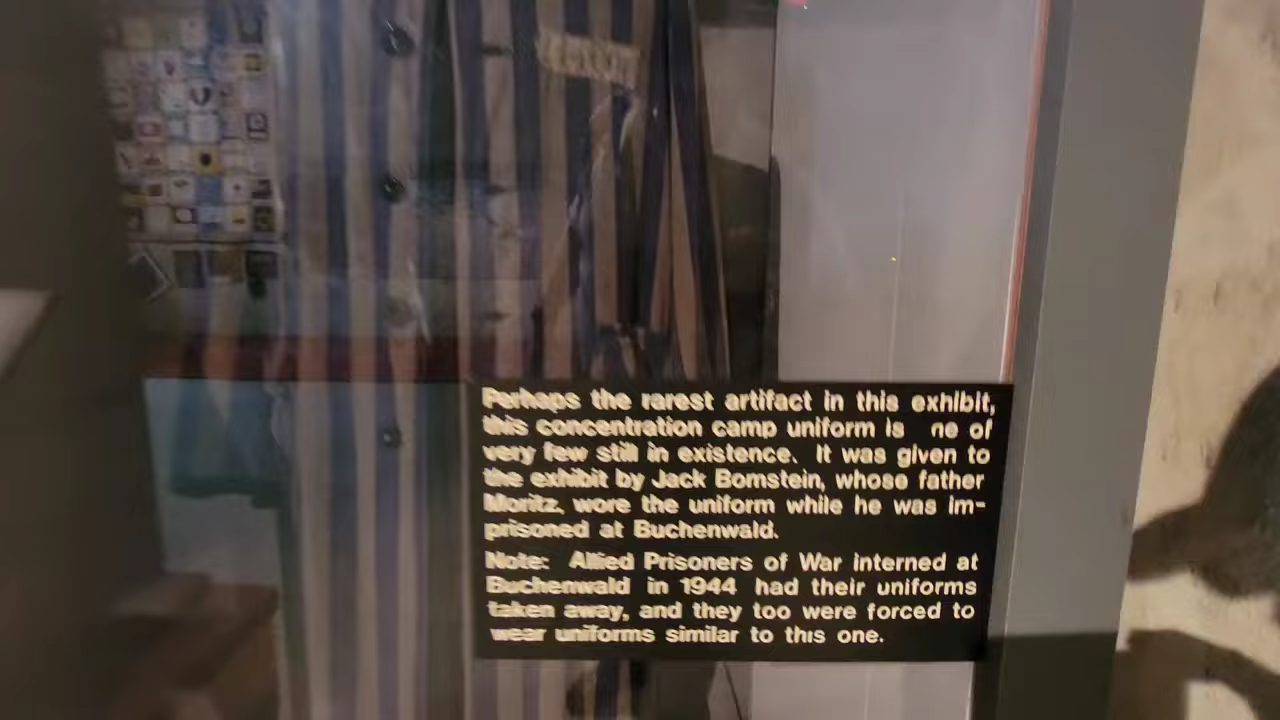 Perhaps the rarest artifact in this exhibit,
this concentration camp uniform is ne of
very few still in existence. It was given to
the exhibit by Jack Bomstein, whose father
Moritz, wore the uniform while he was im-
prisoned at Buchenwald.
Note: Allied Prisoners of War interned at
Buchenwald in 1944 had their uniforms
taken away, and they too were forced to
wear uniforms similar to this one.